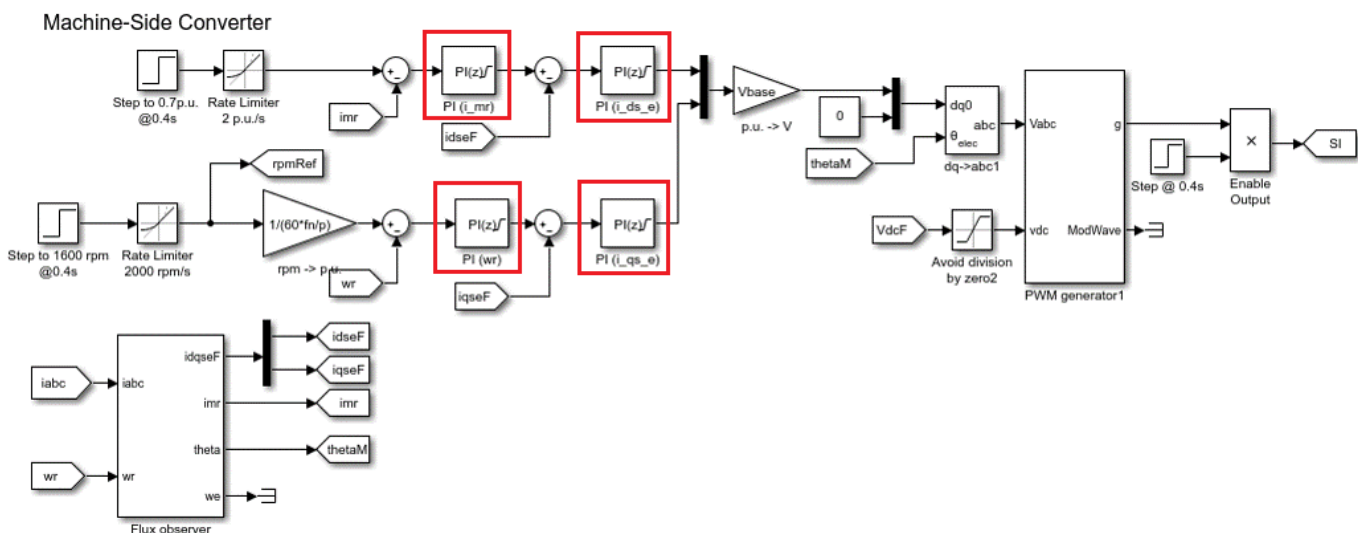 Machine-Side Converter
Step to 0.7p.u.
@0.4s
Rate Limiter
2 p.u./s
+
-
imr
PI(z)
PI (i_mr)
+
-
idseF
PI(z)
PI (i_ds_e)
Vbase
p.u. -> V
0
thetaM
dq0
abc
θelec
dq->abc1
Vabc
g
vdc
ModWave
PWM generator1
Step @ 0.4s
×
Enable
Output
SI
VdcF
Avoid division
by zero2
rpmRef
Step to 1600 rpm
@0.4s
Rate Limiter
2000 rpm/s
1/(60*fn/p)
rpm -> p.u.
+
-
wr
PI(z)
PI (wr)
+
-
iqseF
PI(z)
PI (i_qs_e)
iabc
wr
iabc
wr
idqseF
imr
theta
we
Flux observer
idseF
iqseF
imr
thetaM